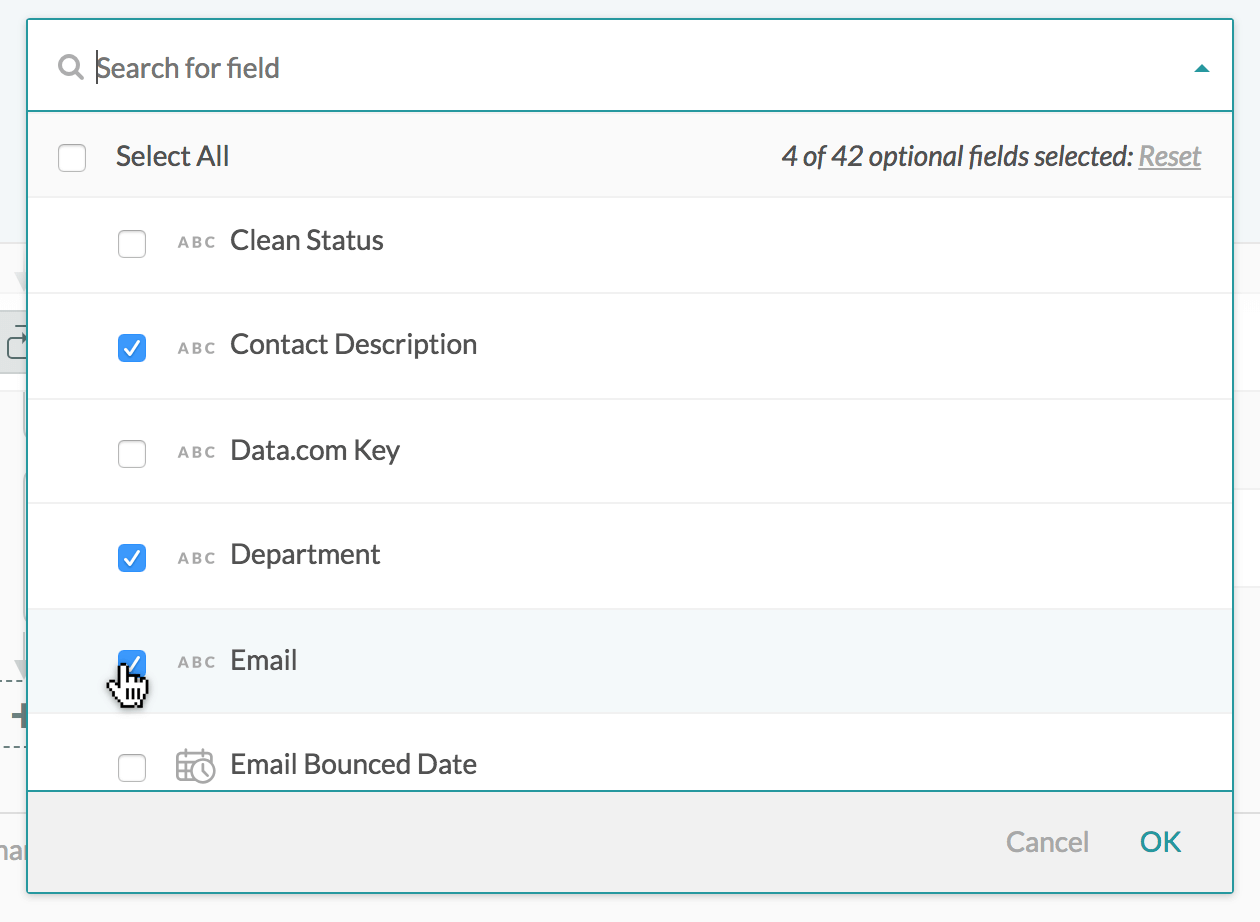 Search for field
Select All
4 of 42 optional fields selected: Reset
ABC Clean Status
ABC Contact Description
ABC Data.com Key
ABC Department
ABC Email
Email Bounced Date
Cancel OK